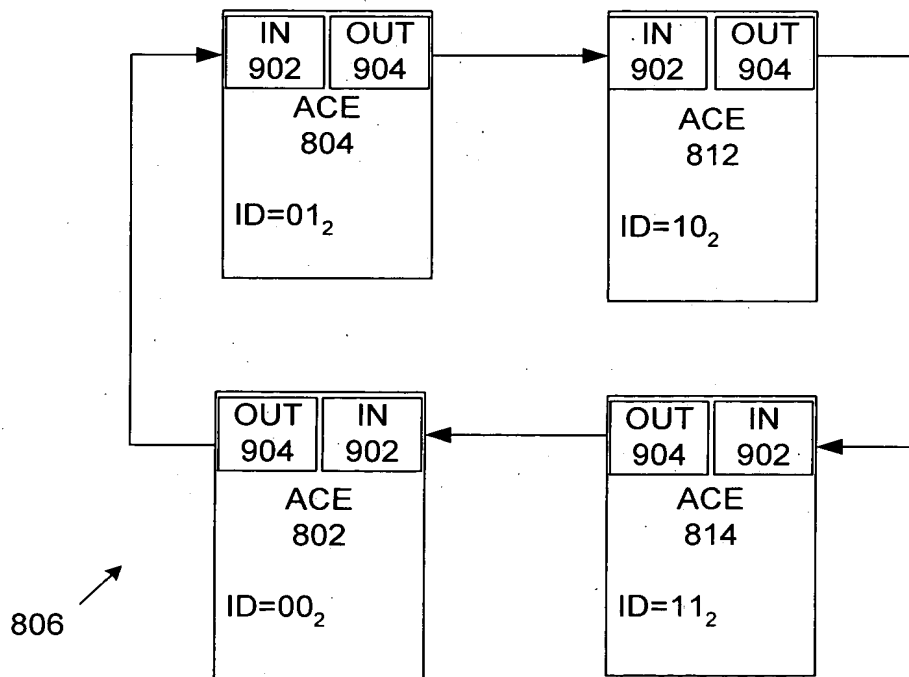 IN
902
OUT
904
ACE
804
ID=01₂
IN
902
OUT
904
ACE
812
ID=10₂
OUT
904
IN
902
ACE
802
ID=00₂
OUT
904
IN
902
ACE
814
ID=11₂
806